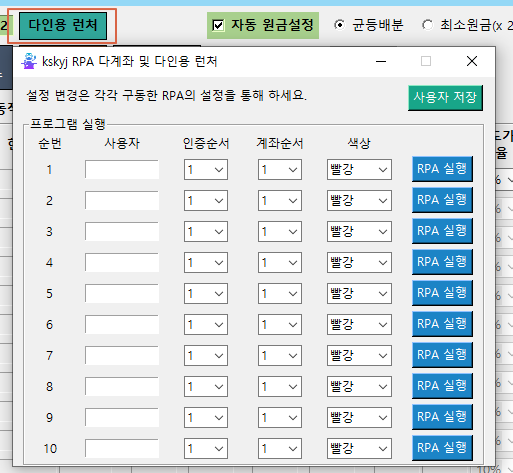 2 다인용 런처 자동 원금설정 균등배분 최소원금(x 2
kskyj RPA 다계좌 및 다인용 런처
설정 변경은 각각 구동한 RPA의 설정을 통해 하세요. 사용자 저장
프로그램 실행
순번 사용자 인증순서 계좌순서 색상
1 1 1 빨강 RPA 실행
2 1 1 빨강 RPA 실행
3 1 1 빨강 RPA 실행
4 1 1 빨강 RPA 실행
5 1 1 빨강 RPA 실행
6 1 1 빨강 RPA 실행
7 1 1 빨강 RPA 실행
8 1 1 빨강 RPA 실행
9 1 1 빨강 RPA 실행
10 1 1 빨강 RPA 실행
10%